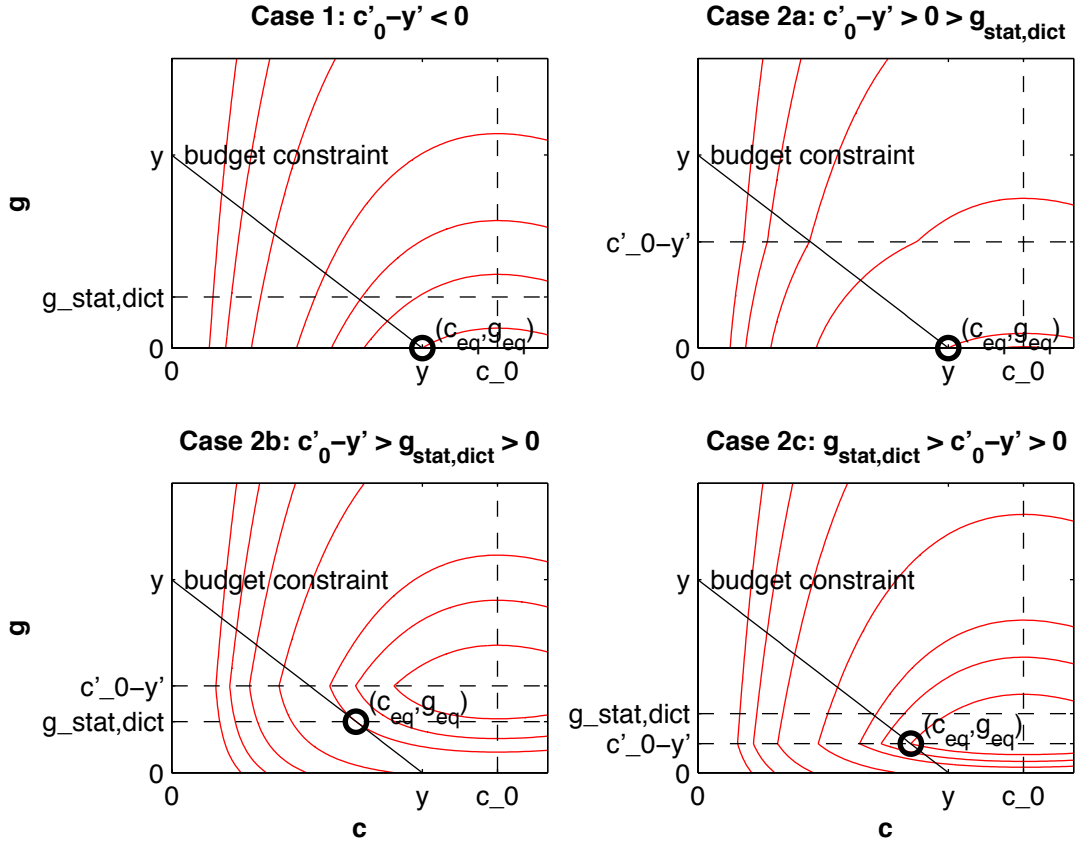 Case 1: c'0−y' < 0
g
y
budget constraint
g_stat,dict
0
(ceq,geq)
0
y
c_0
Case 2a: c'0−y' > 0 > gstat,dict
y
budget constraint
c'_0−y'
0
(ceq,geq)
0
y
c_0
Case 2b: c'0−y' > gstat,dict > 0
g
y
budget constraint
c'_0−y'
g_stat,dict
0
(ceq,geq)
0
y
c_0
c
Case 2c: gstat,dict > c'0−y' > 0
y
budget constraint
g_stat,dict
c'_0−y'
0
(ceq,geq)
0
y
c_0
c